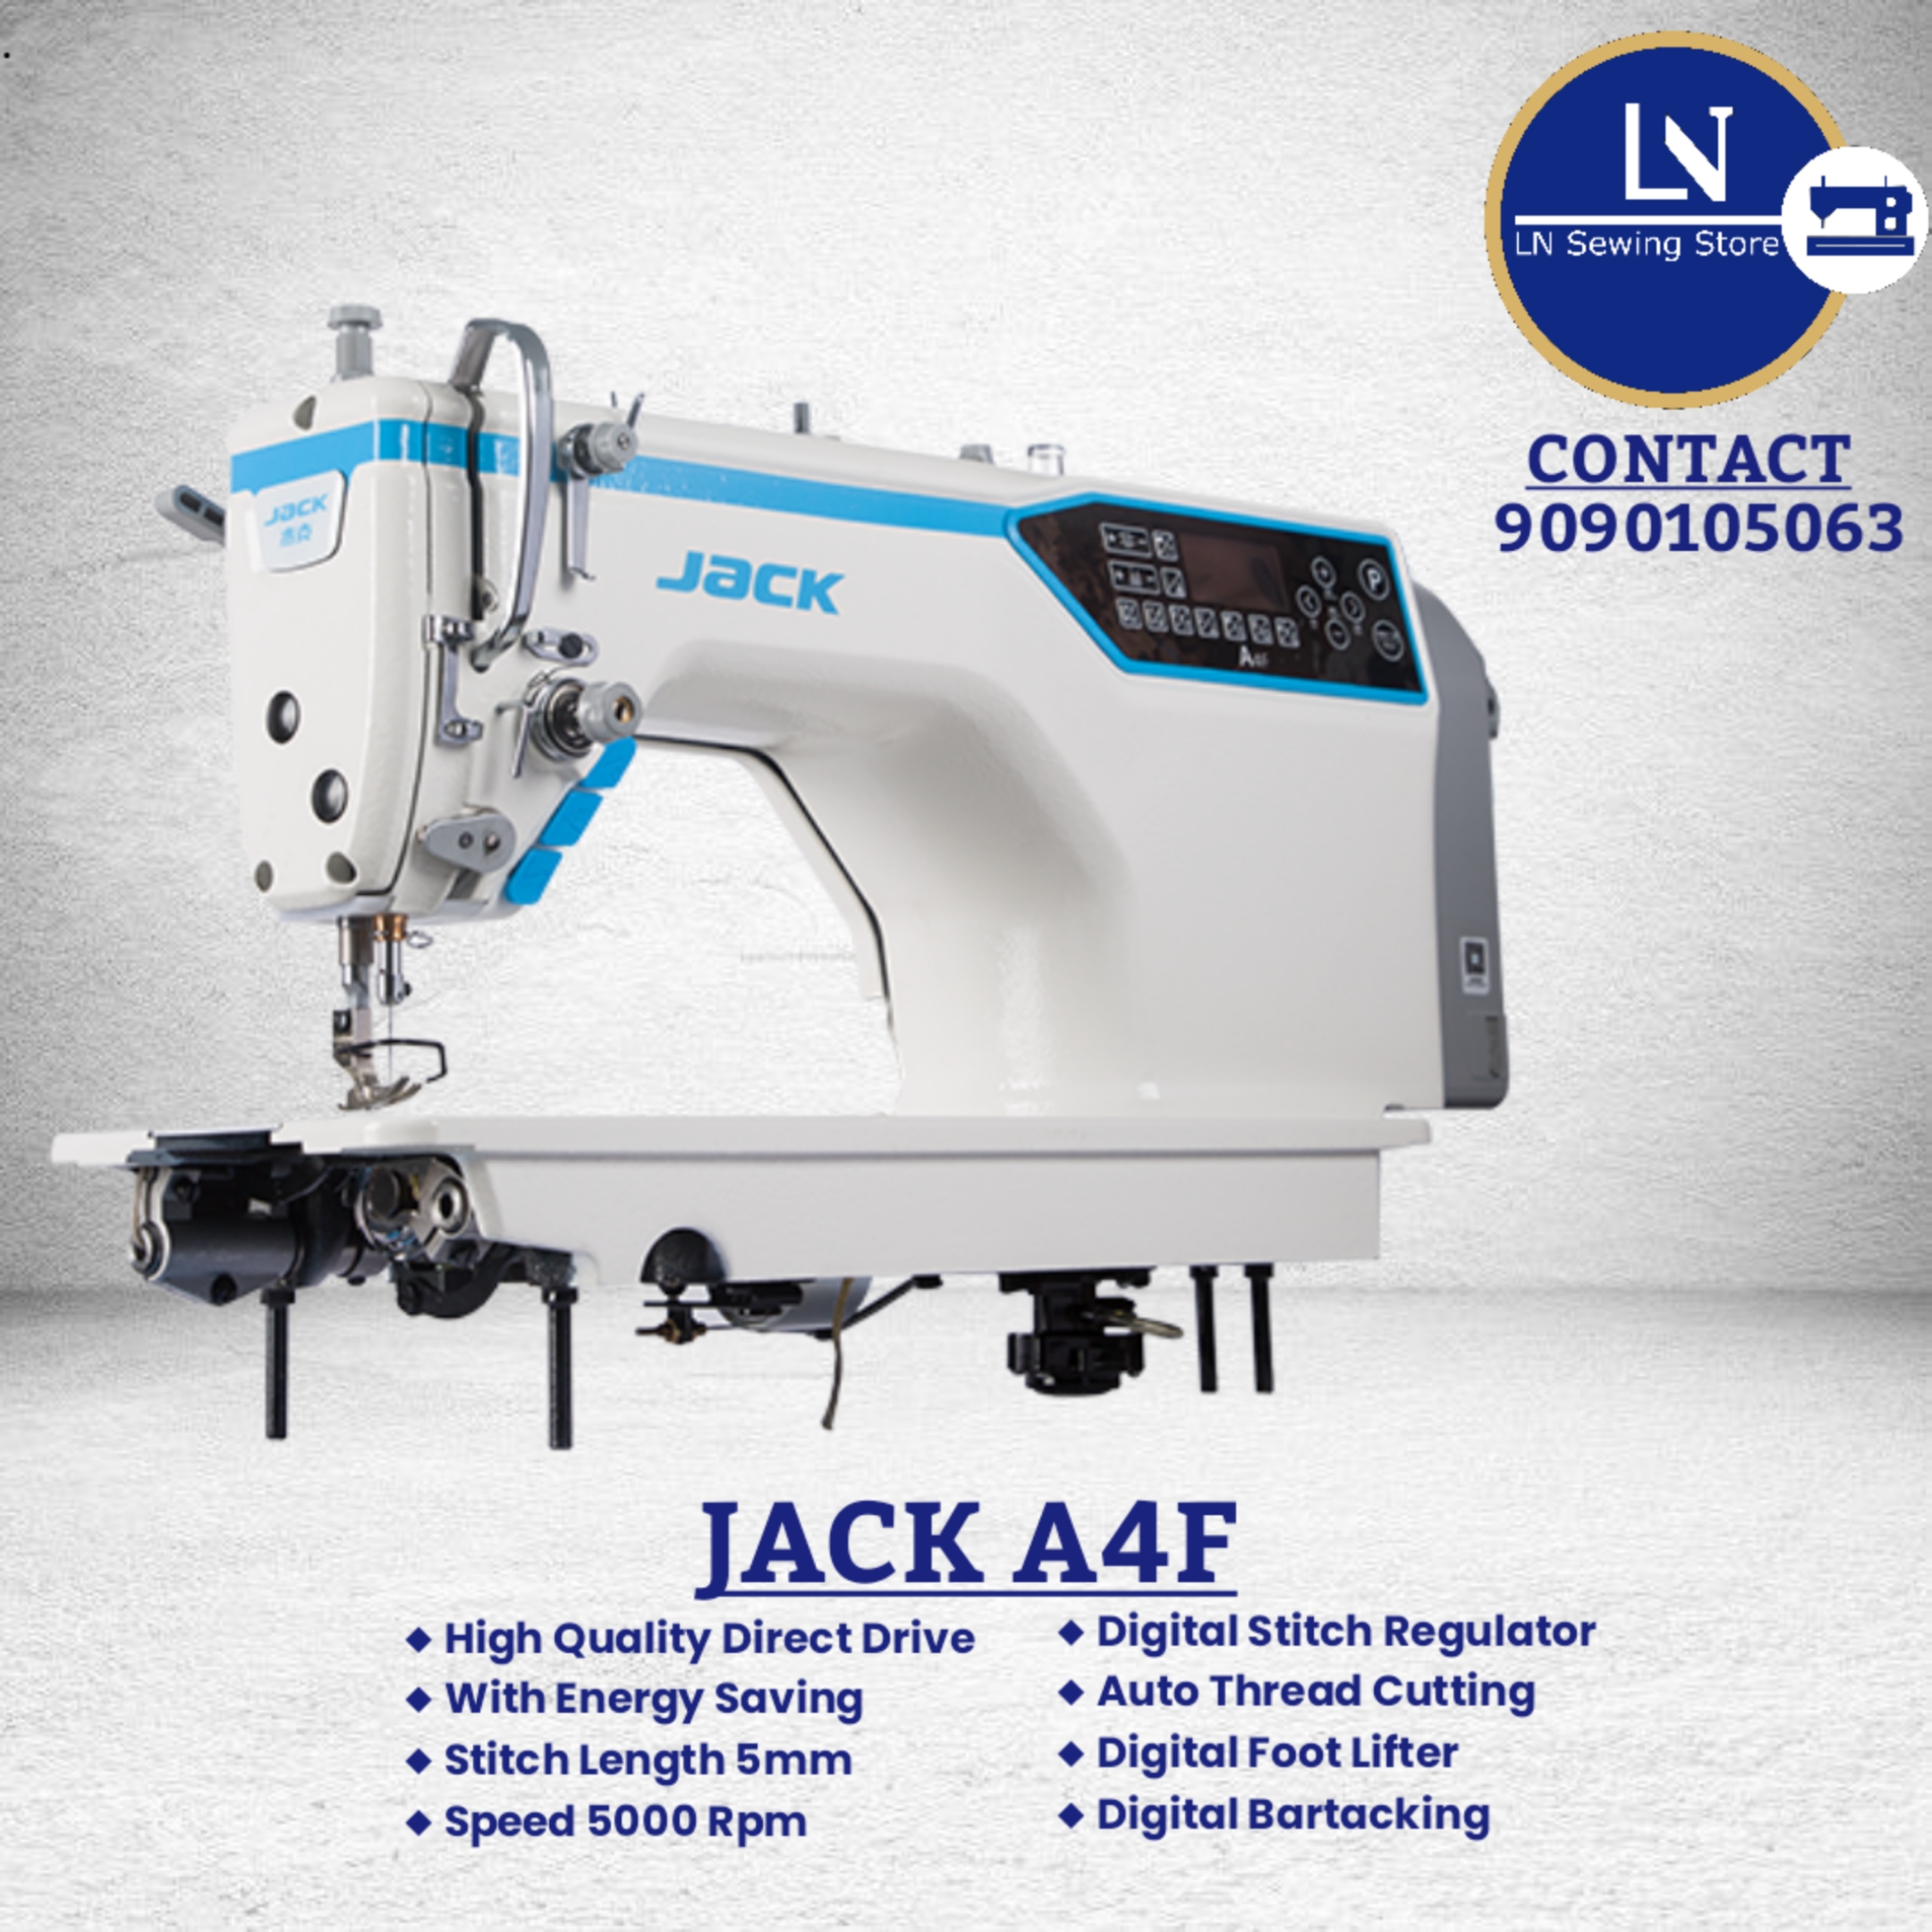 LN
LN Sewing Store
CONTACT
9090105063
JACK
JACK
P
JACK A4F
◆ High Quality Direct Drive
◆ With Energy Saving
◆ Stitch Length 5mm
◆ Speed 5000 Rpm
◆ Digital Stitch Regulator
◆ Auto Thread Cutting
◆ Digital Foot Lifter
◆ Digital Bartacking